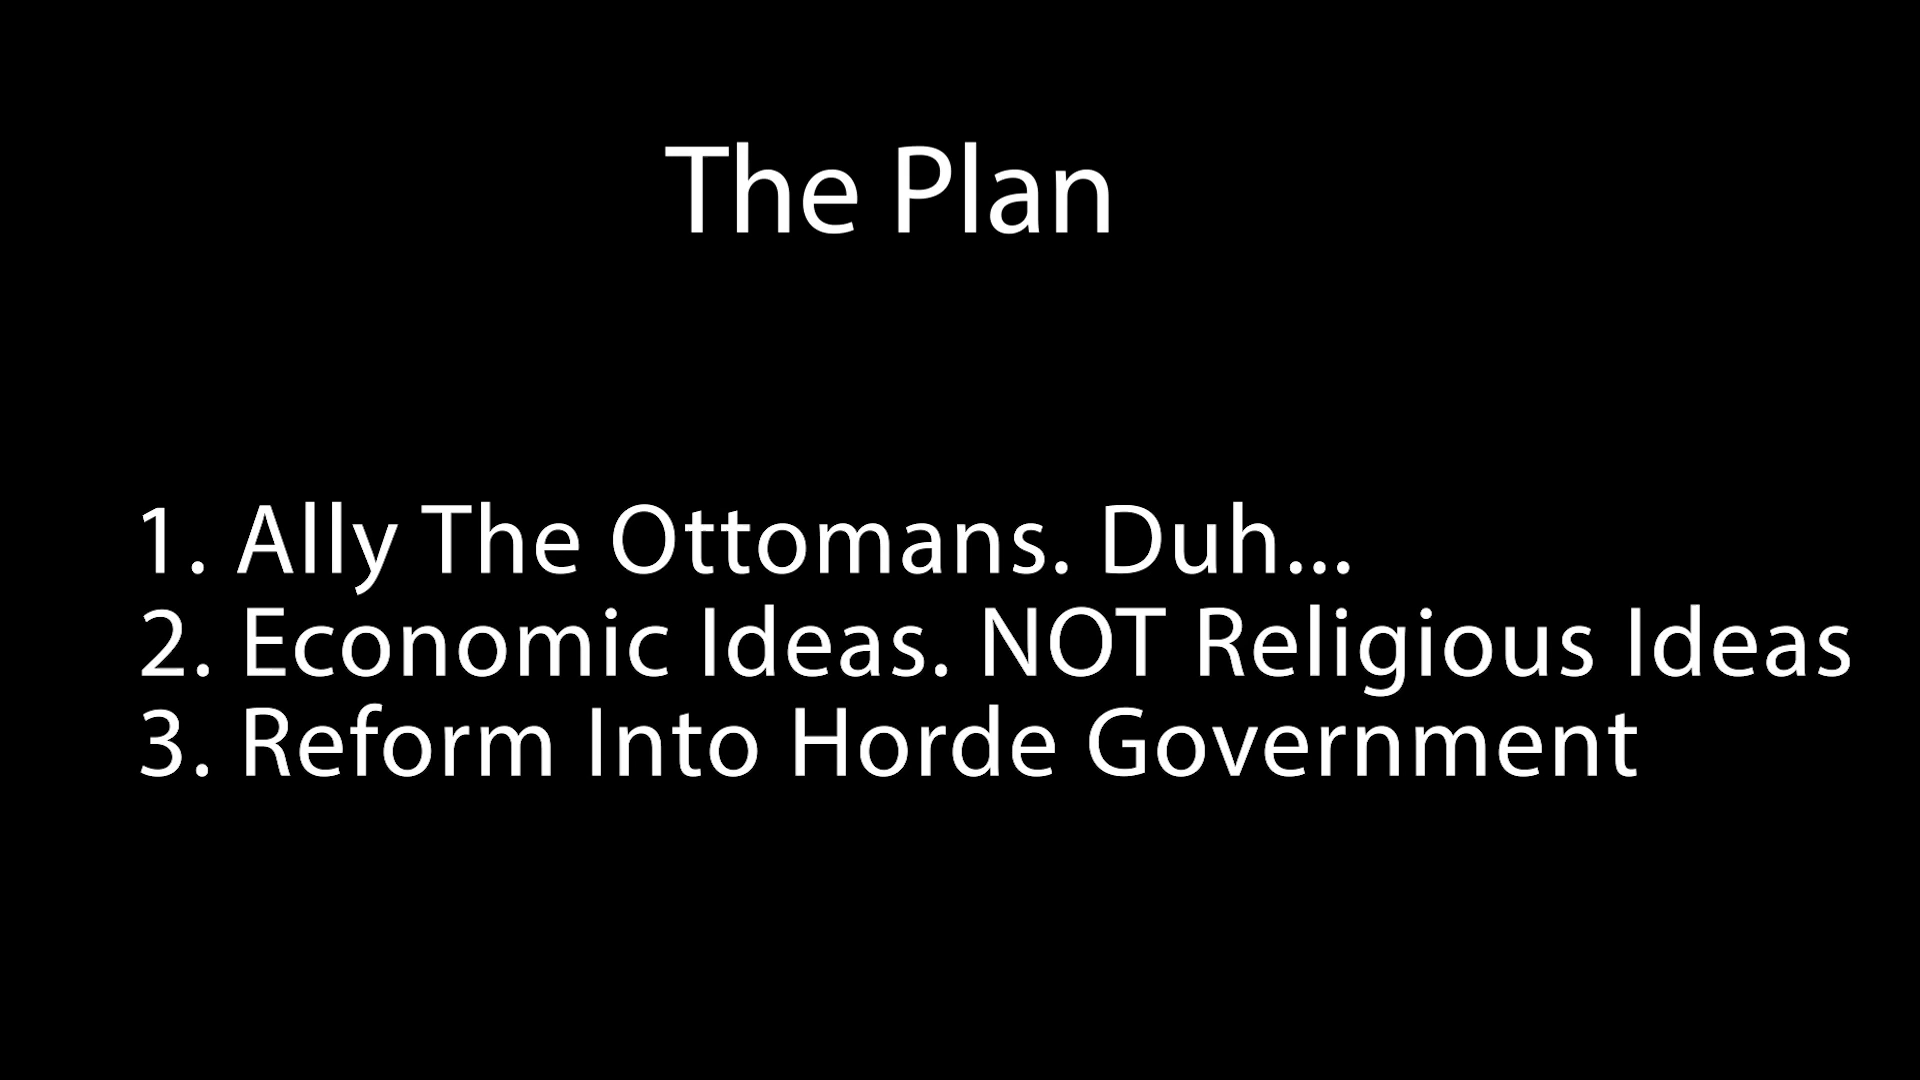 The Plan
1. Ally The Ottomans. Duh...
2. Economic Ideas. NOT Religious Ideas
3. Reform Into Horde Government